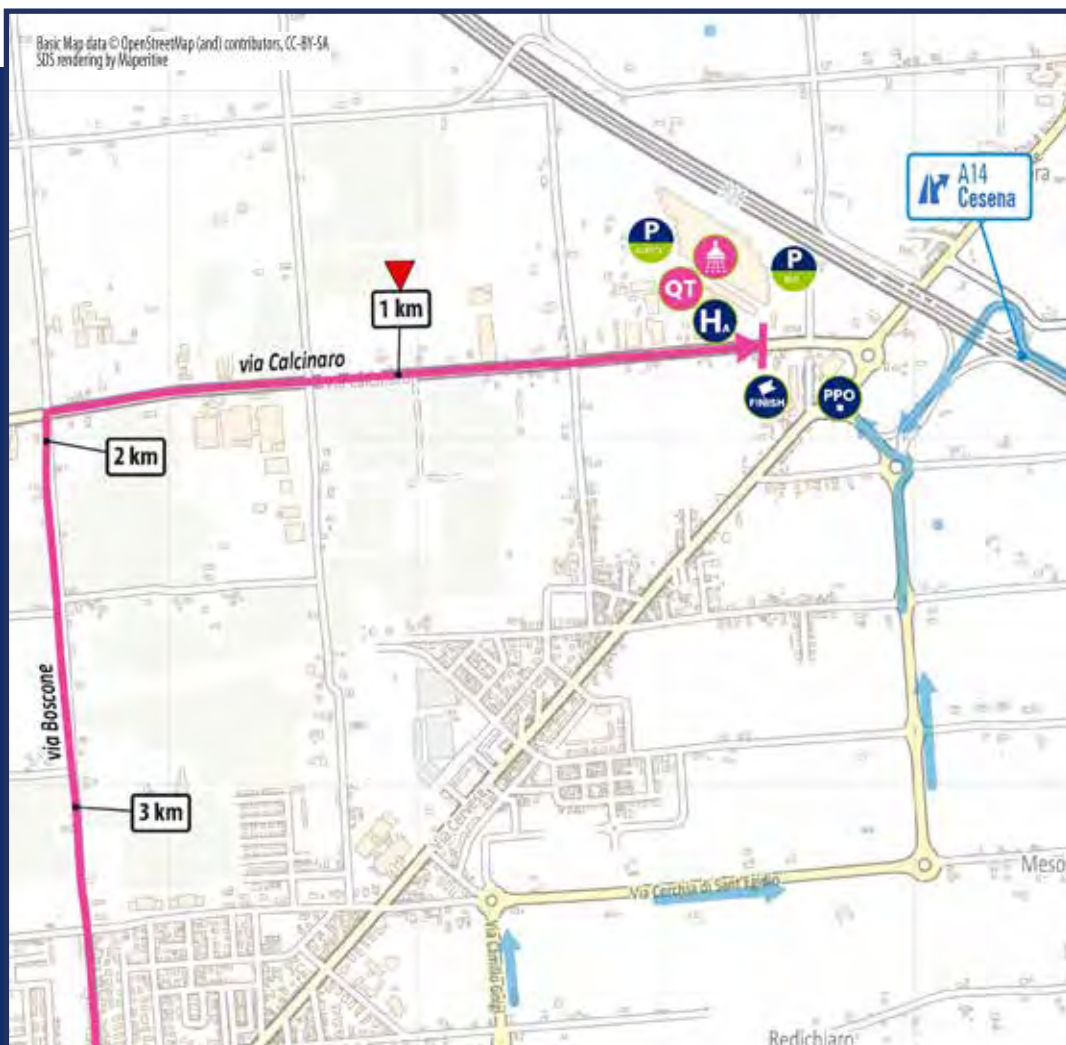 Basic Map data © OpenStreetMap (and) contributors, CC-BY-SA
SDS rendering by Maperitive
A14
Cesena
P
P
QT
HA
1 km
via Calcinaro
FINISH
PPO
2 km
via Boscone
3 km
Via Cervese
Via Cerchia di Sant'Egidio
Meso
Via Camillo Golgi
Redichiaro